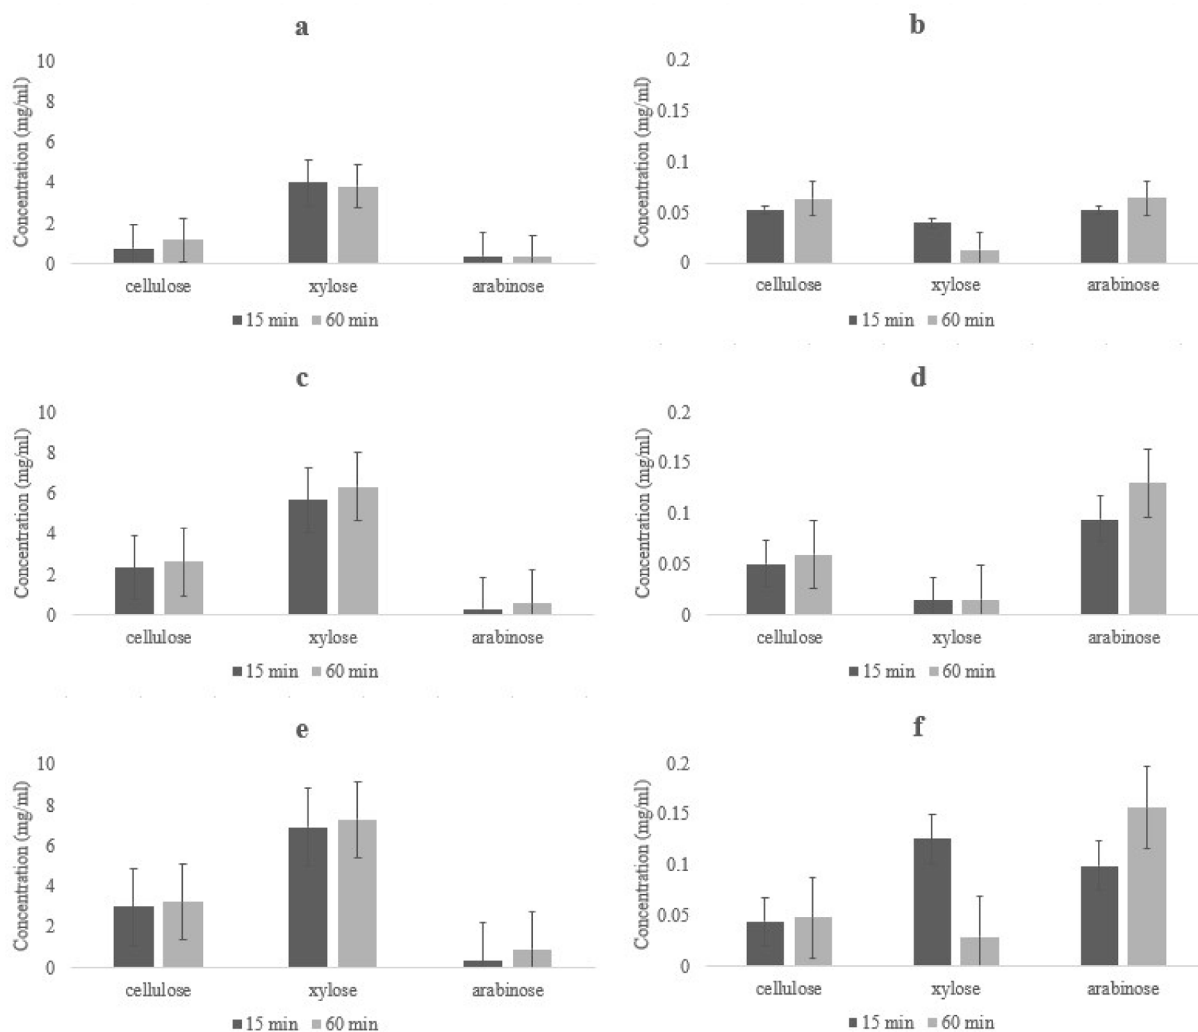 a
10
8
6
4
2
0
Concentration (mg/ml)
cellulose xylose arabinose
15 min 60 min
b
0.2
0.15
0.1
0.05
0
Concentration (mg/ml)
cellulose xylose arabinose
15 min 60 min
c
10
8
6
4
2
0
Concentration (mg/ml)
cellulose xylose arabinose
15 min 60 min
d
0.2
0.15
0.1
0.05
0
Concentration (mg/ml)
cellulose xylose arabinose
15 min 60 min
e
10
8
6
4
2
0
Concentration (mg/ml)
cellulose xylose arabinose
15 min 60 min
f
0.2
0.15
0.1
0.05
0
Concentration (mg/ml)
cellulose xylose arabinose
15 min 60 min